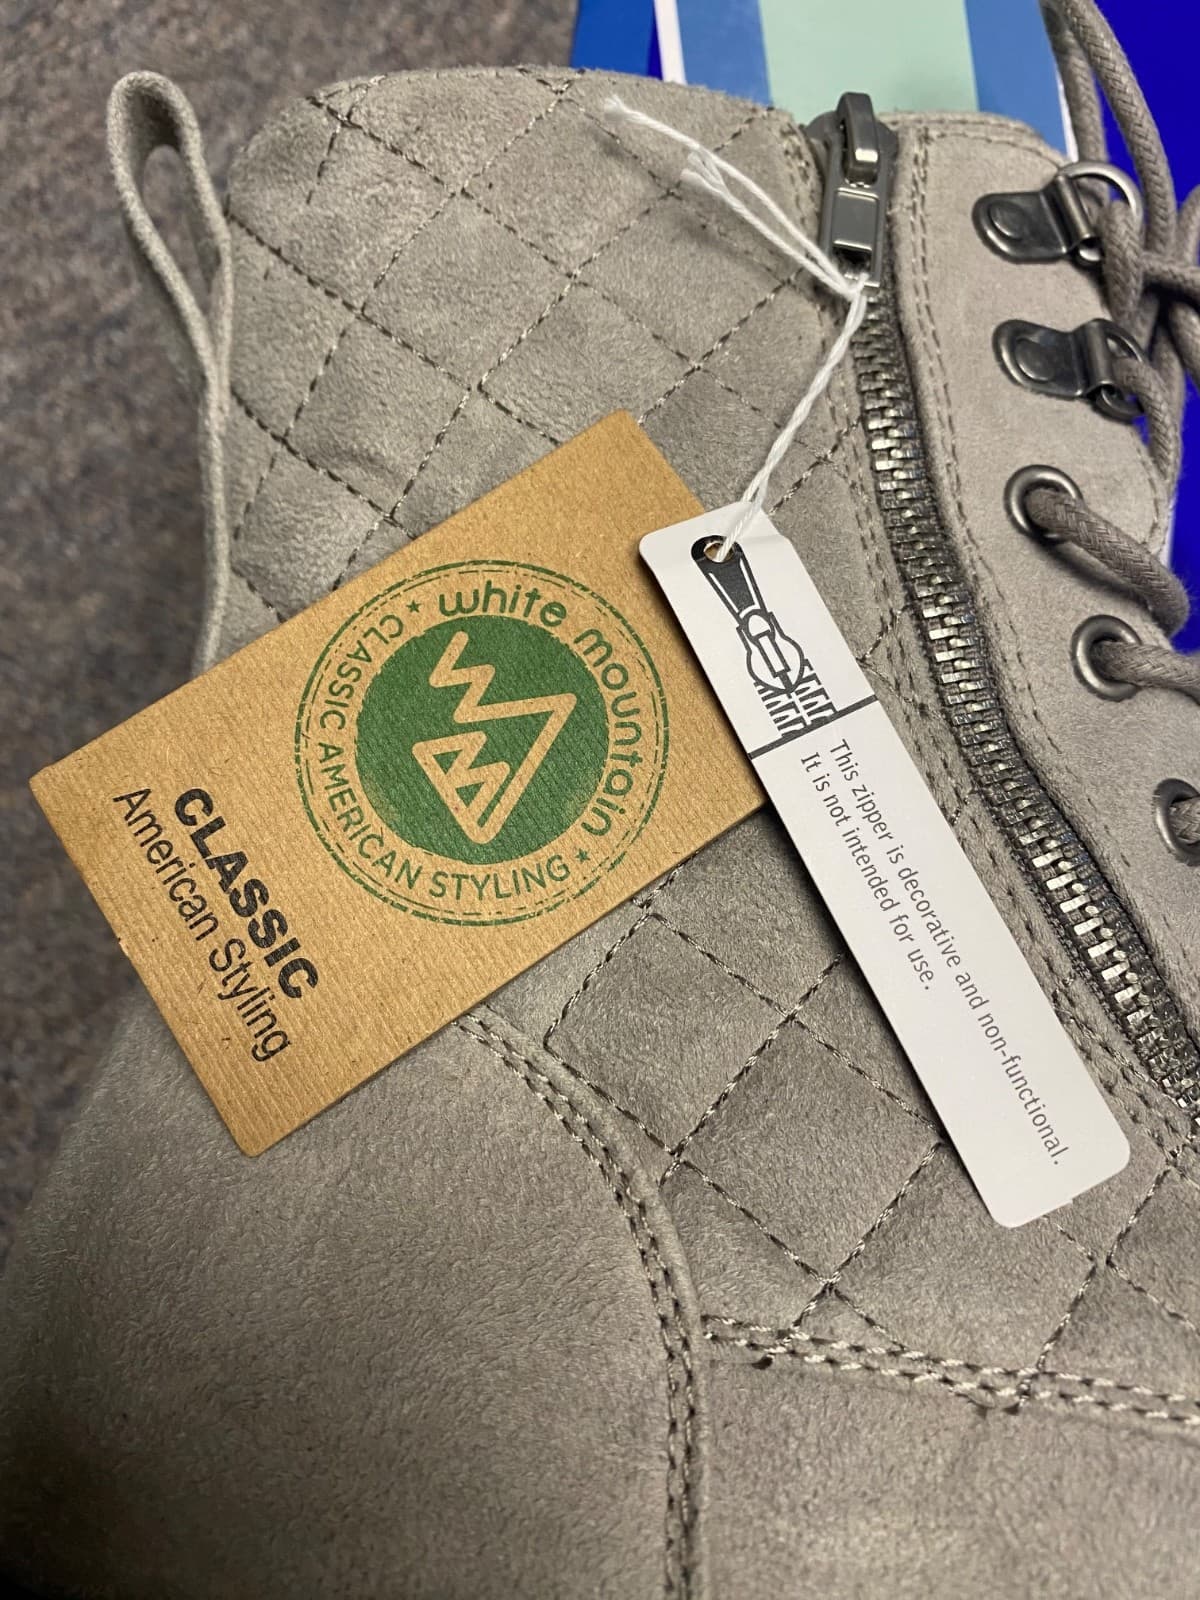 white mountain
★ CLASSIC AMERICAN STYLING ★
CLASSIC
American Styling
This zipper is decorative and non-functional.
It is not intended for use.